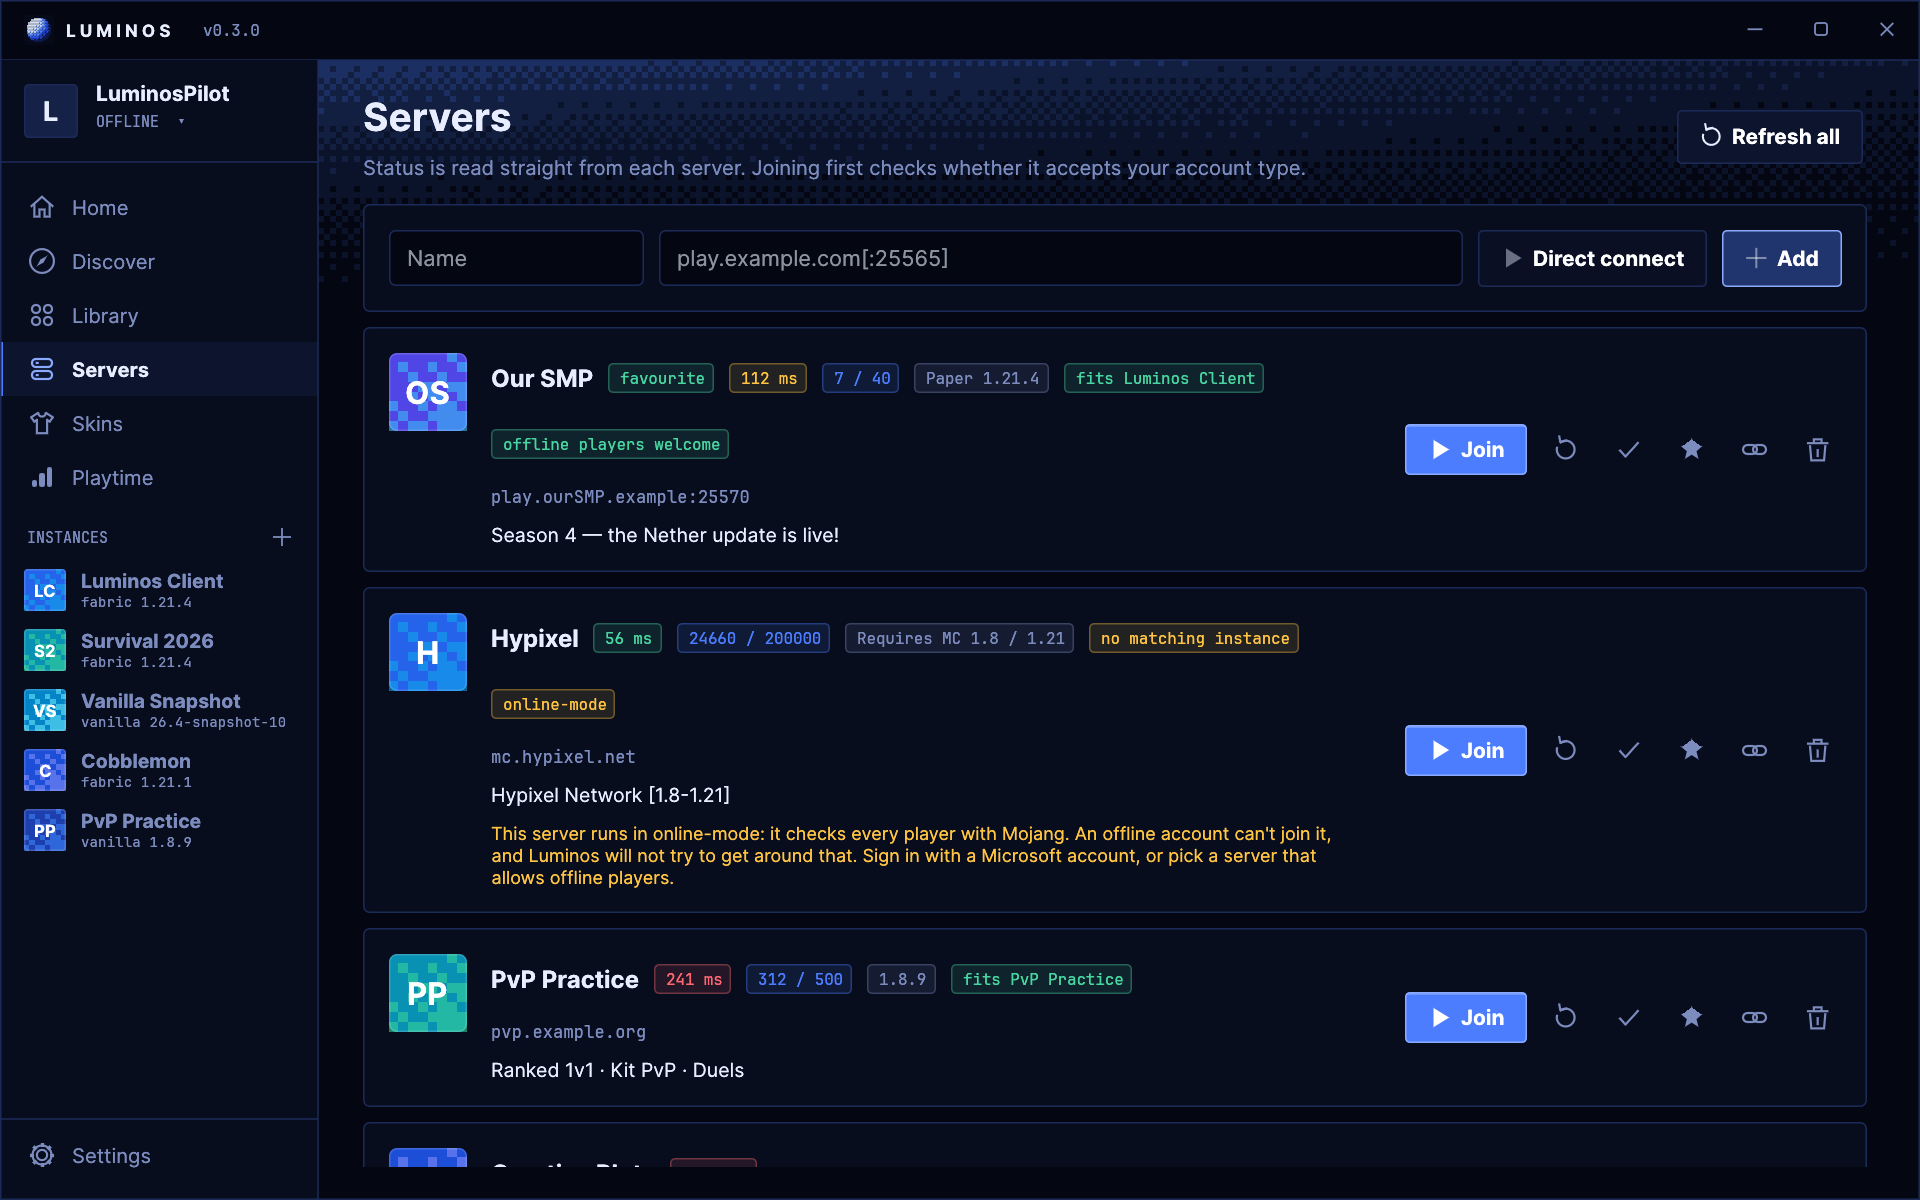 LUMINOS v0.3.0
L
LuminosPilot
OFFLINE
Home
Discover
Library
Servers
Skins
Playtime
INSTANCES
LC
Luminos Client
fabric 1.21.4
S2
Survival 2026
fabric 1.21.4
VS
Vanilla Snapshot
vanilla 26.4-snapshot-10
C
Cobblemon
fabric 1.21.1
PP
PvP Practice
vanilla 1.8.9
Settings
Servers
Status is read straight from each server. Joining first checks whether it accepts your account type.
Refresh all
Name
play.example.com[:25565]
Direct connect
Add
OS
Our SMP favourite 112 ms 7 / 40 Paper 1.21.4 fits Luminos Client
offline players welcome
play.ourSMP.example:25570
Season 4 — the Nether update is live!
Join
H
Hypixel 56 ms 24660 / 200000 Requires MC 1.8 / 1.21 no matching instance
online-mode
mc.hypixel.net
Hypixel Network [1.8-1.21]
This server runs in online-mode: it checks every player with Mojang. An offline account can't join it,
and Luminos will not try to get around that. Sign in with a Microsoft account, or pick a server that
allows offline players.
Join
PP
PvP Practice 241 ms 312 / 500 1.8.9 fits PvP Practice
pvp.example.org
Ranked 1v1 · Kit PvP · Duels
Join